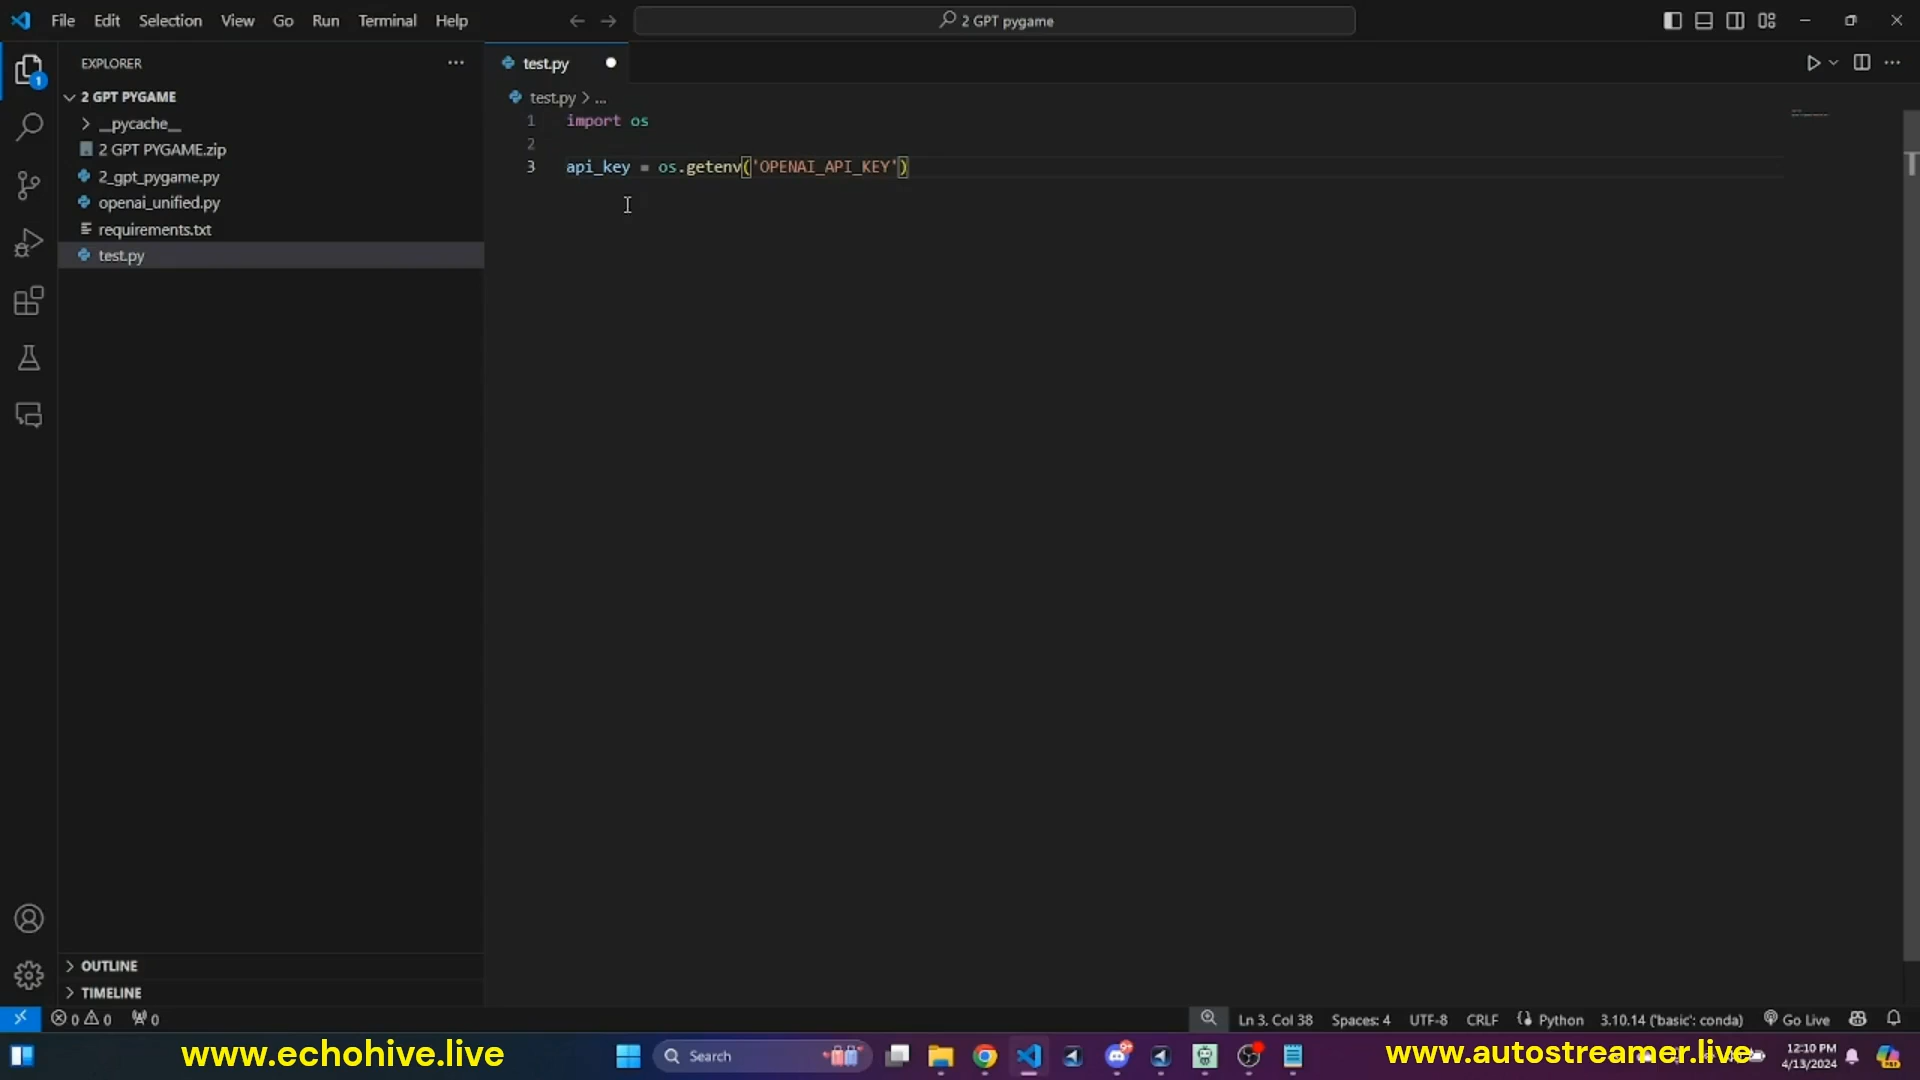 File Edit Selection View Go Run Terminal Help
2 GPT pygame
EXPLORER
1
2 GPT PYGAME
__pycache__
2 GPT PYGAME.zip
2_gpt_pygame.py
openai_unified.py
requirements.txt
test.py
test.py
test.py > ...
1 import os
2
3 api_key = os.getenv('OPENAI_API_KEY')
OUTLINE
TIMELINE
0 0 0
Ln 3, Col 38 Spaces: 4 UTF-8 CRLF Python 3.10.14 ('basic': conda) Go Live
www.echohive.live
Search
www.autostreamer.live
12:10 PM
4/13/2024